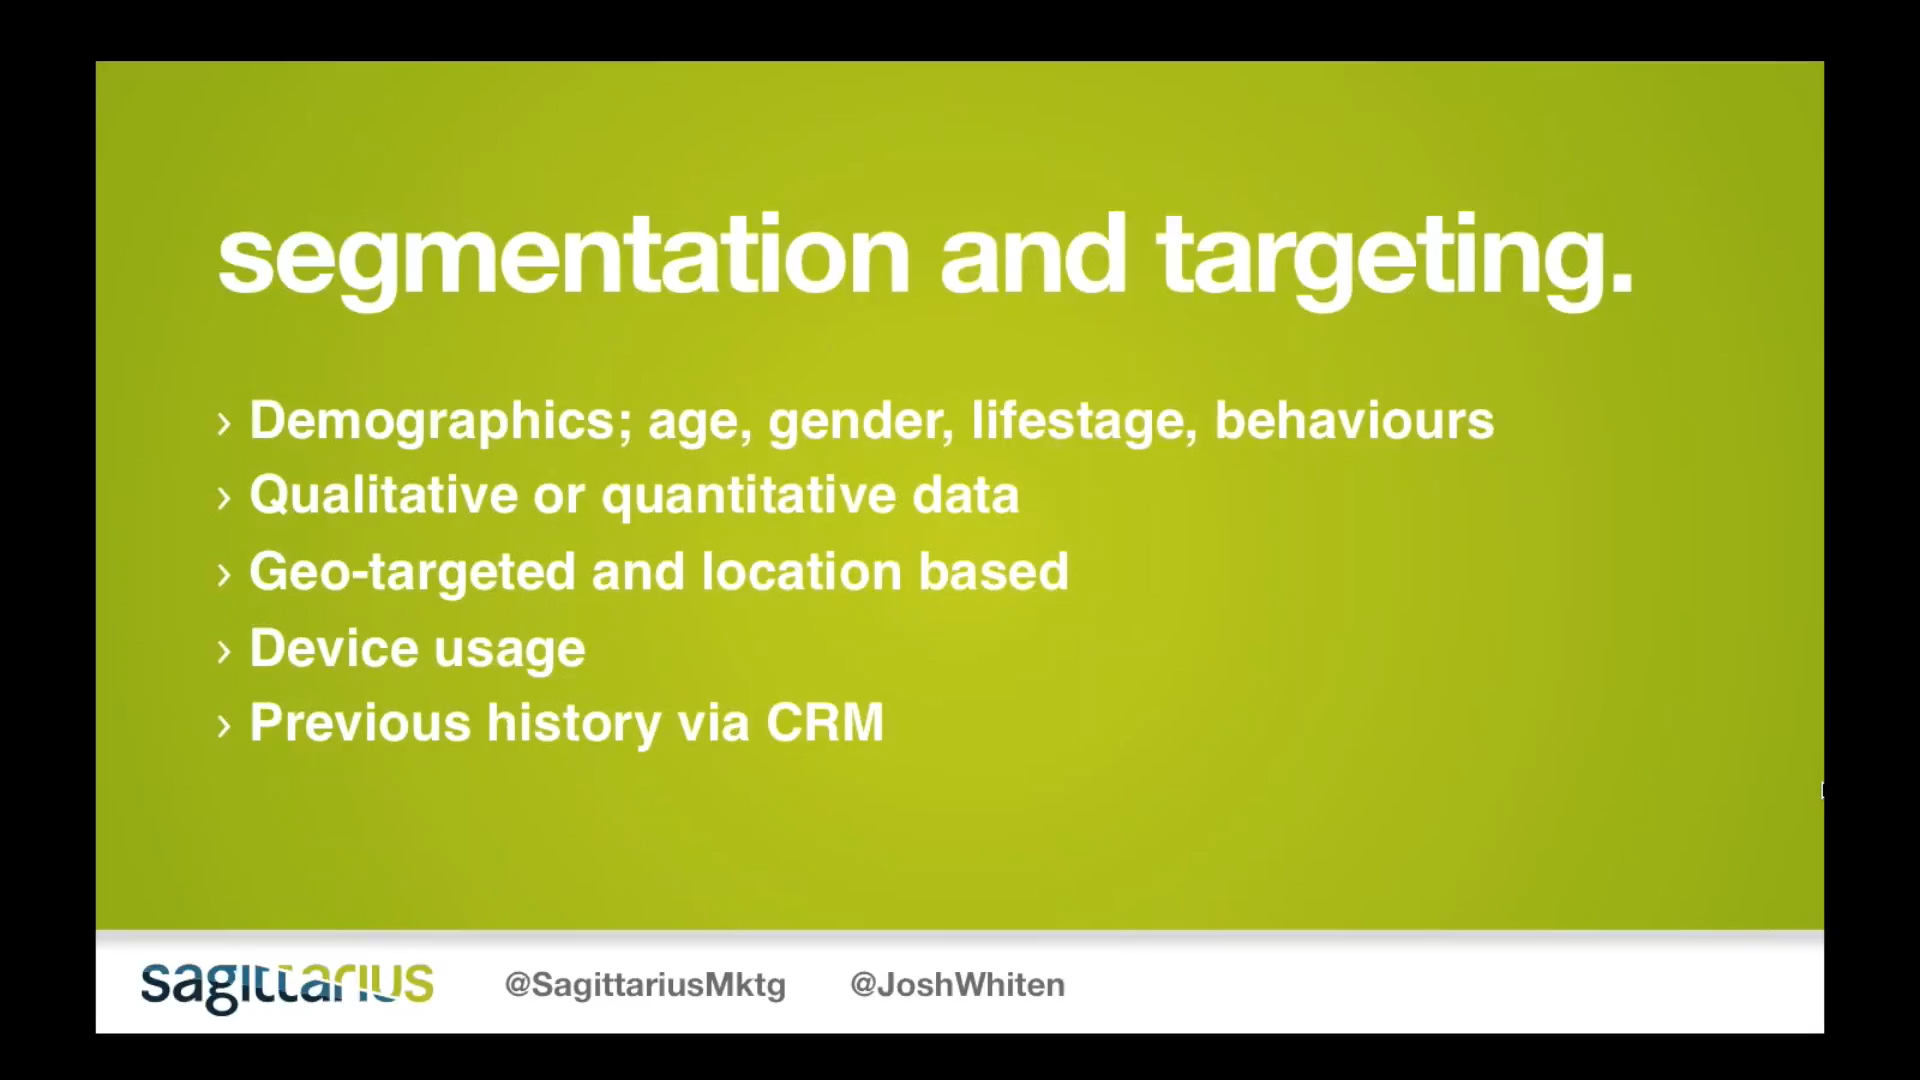 segmentation and targeting.
› Demographics; age, gender, lifestage, behaviours
› Qualitative or quantitative data
› Geo-targeted and location based
› Device usage
› Previous history via CRM
sagittarius @SagittariusMktg @JoshWhiten